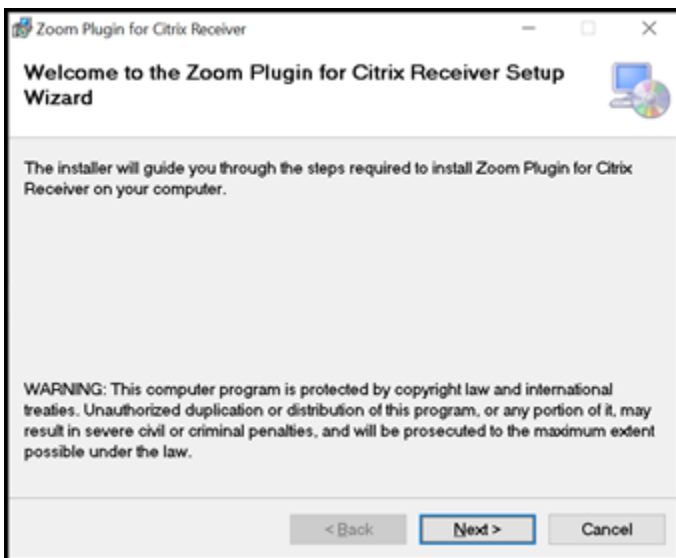 Zoom Plugin for Citrix Receiver
Welcome to the Zoom Plugin for Citrix Receiver Setup
Wizard
The installer will guide you through the steps required to install Zoom Plugin for Citrix
Receiver on your computer.
WARNING: This computer program is protected by copyright law and international
treaties. Unauthorized duplication or distribution of this program, or any portion of it, may
result in severe civil or criminal penalties, and will be prosecuted to the maximum extent
possible under the law.
< Back Next > Cancel